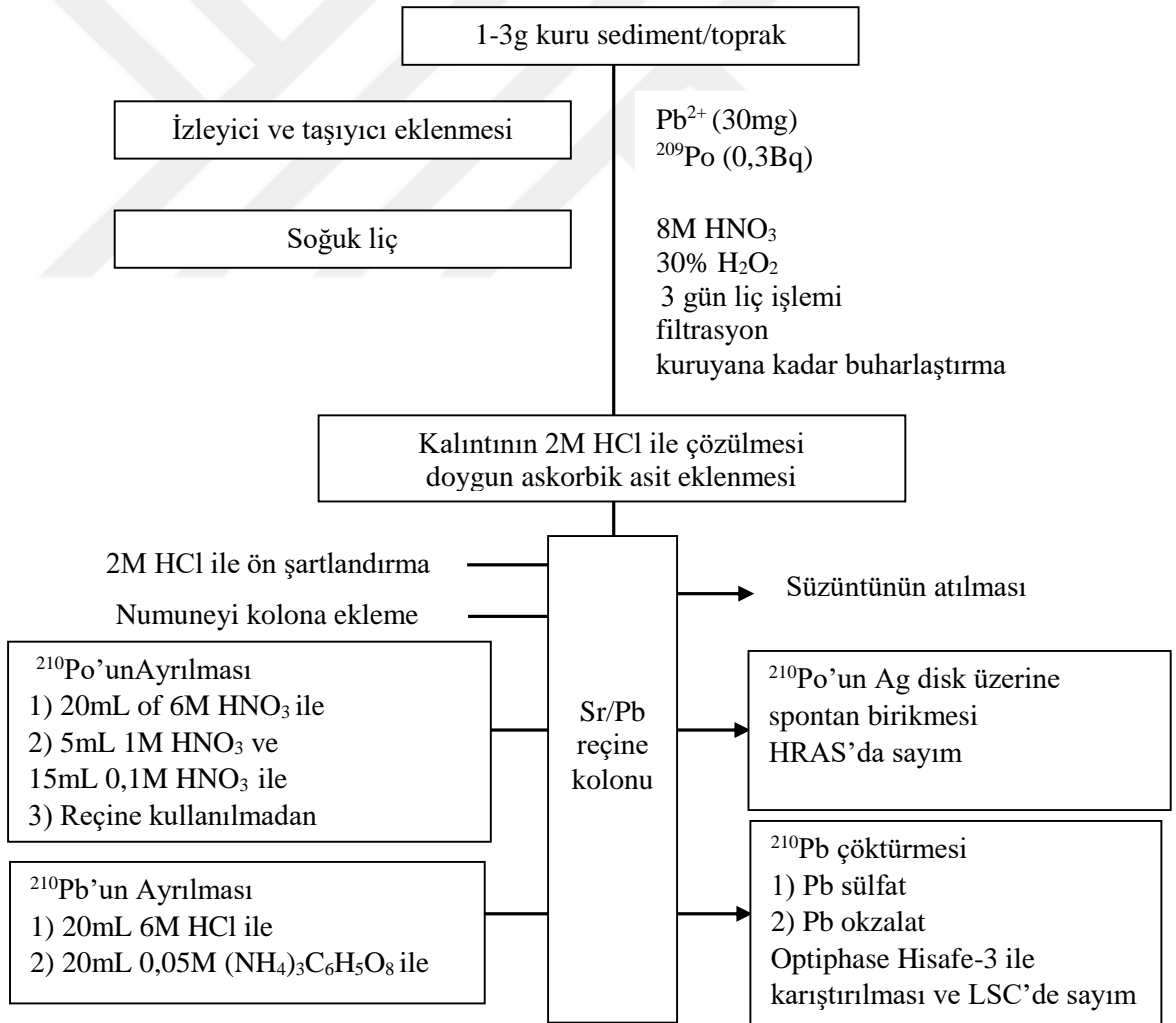 1-3g kuru sediment/toprak
İzleyici ve taşıyıcı eklenmesi
Pb²⁺ (30mg)
²⁰⁹Po (0,3Bq)
Soğuk liç
8M HNO₃
30% H₂O₂
3 gün liç işlemi
filtrasyon
kuruyana kadar buharlaştırma
Kalıntının 2M HCl ile çözülmesi
doygun askorbik asit eklenmesi
2M HCl ile ön şartlandırma
Numuneyi kolona ekleme
Süzüntünün atılması
²¹⁰Po’unAyrılması
1) 20mL of 6M HNO₃ ile
2) 5mL 1M HNO₃ ve
15mL 0,1M HNO₃ ile
3) Reçine kullanılmadan
Sr/Pb
reçine
kolonu
²¹⁰Po’un Ag disk üzerine
spontan birikmesi
HRAS’da sayım
²¹⁰Pb’un Ayrılması
1) 20mL 6M HCl ile
2) 20mL 0,05M (NH₄)₃C₆H₅O₈ ile
²¹⁰Pb çöktürmesi
1) Pb sülfat
2) Pb okzalat
Optiphase Hisafe-3 ile
karıştırılması ve LSC’de sayım